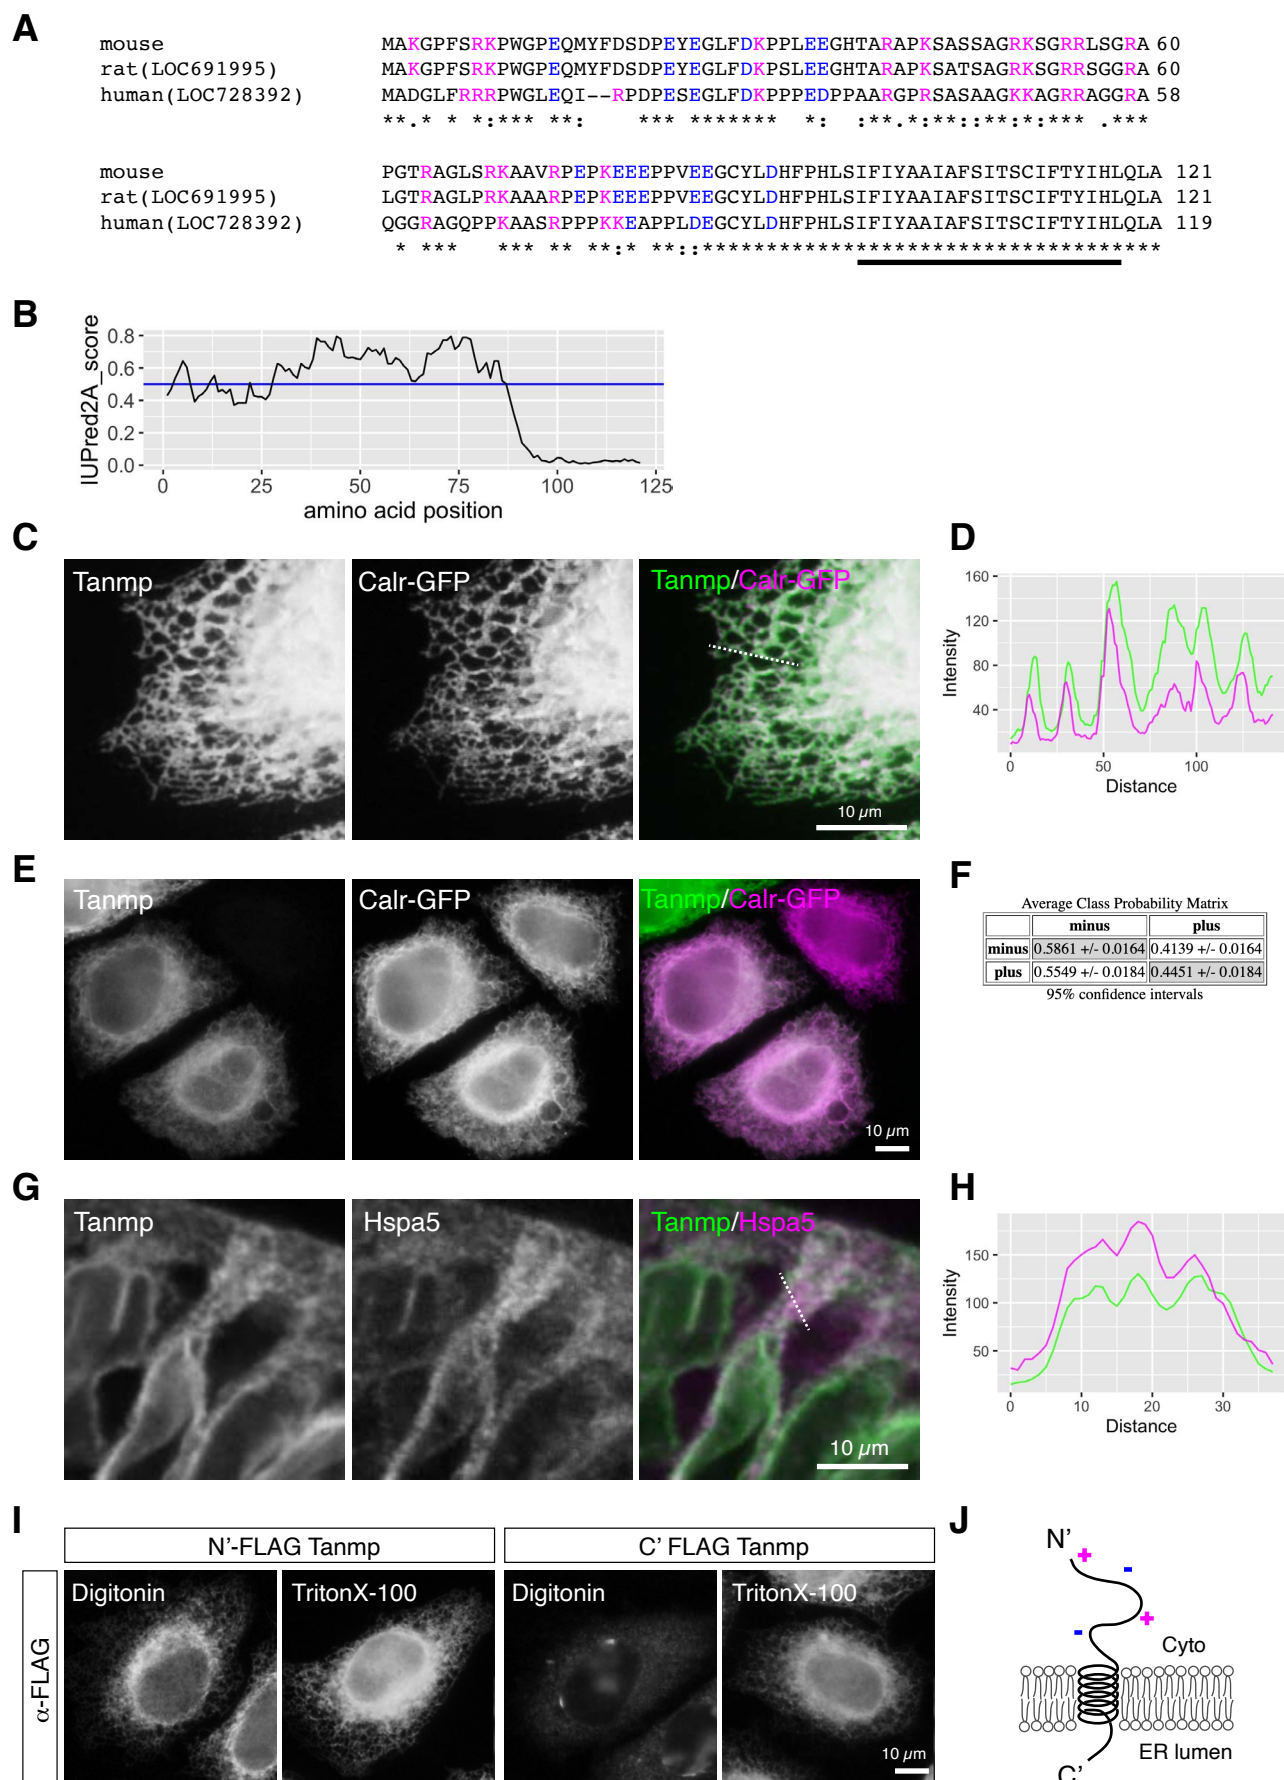 A
mouse MAKGPFSRKPWGPEQMYFDSDPEYEGLFDKPPLEEGHTARAPKSASSAGRKSGRRLSGRA 60
rat(LOC691995) MAKGPFSRKPWGPEQMYFDSDPEYEGLFDKPSLEEGHTARAPKSATSAGRKSGRRSGGRA 60
human(LOC728392) MADGLFRRRPWGLEQI--RPDPESEGLFDKPPPEDPPAARGPRSASAAGKKAGRRAGGRA 58
**.* * *:*** **: *** ******* *: :**.*:**::**:*:*** .***
mouse PGTRAGLSRKAAVRPEPKEEEPPVEEGCYLDHFPHLSIFIYAAIAFSITSCIFTYIHLQLA 121
rat(LOC691995) LGTRAGLPRKAAARPEPKEEEPPVEEGCYLDHFPHLSIFIYAAIAFSITSCIFTYIHLQLA 121
human(LOC728392) QGGRAGQPPKAASRPPPKKEAPPLDEGCYLDHFPHLSIFIYAAIAFSITSCIFTYIHLQLA 119
* *** *** ** **:* **::************************************
B
IUPred2A_score
0.8
0.6
0.4
0.2
0.0
0 25 50 75 100 125
amino acid position
C
Tanmp
Calr-GFP
Tanmp/Calr-GFP
10 µm
D
Intensity
160
120
80
40
0 50 100
Distance
E
Tanmp
Calr-GFP
Tanmp/Calr-GFP
10 µm
F
Average Class Probability Matrix
minus plus
minus 0.5861 +/- 0.0164 0.4139 +/- 0.0164
plus 0.5549 +/- 0.0184 0.4451 +/- 0.0184
95% confidence intervals
G
Tanmp
Hspa5
Tanmp/Hspa5
10 µm
H
Intensity
150
100
50
0 10 20 30
Distance
I
N'-FLAG Tanmp
C' FLAG Tanmp
α-FLAG
Digitonin
TritonX-100
Digitonin
TritonX-100
10 µm
J
N'
+
-
+
-
Cyto
ER lumen
C'